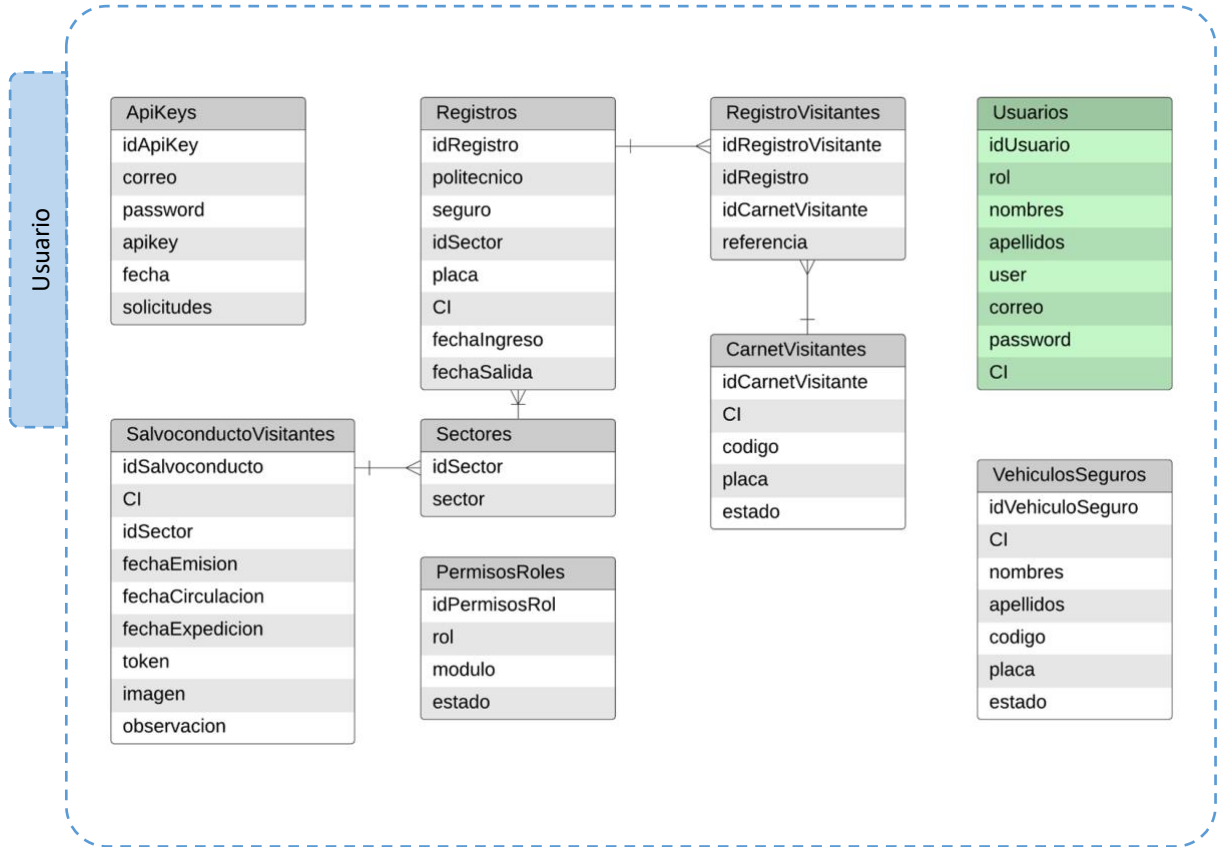 Usuario
ApiKeys
idApiKey
correo
password
apikey
fecha
solicitudes
Registros
idRegistro
politecnico
seguro
idSector
placa
CI
fechaIngreso
fechaSalida
RegistroVisitantes
idRegistroVisitante
idRegistro
idCarnetVisitante
referencia
Usuarios
idUsuario
rol
nombres
apellidos
user
correo
password
CI
SalvoconductoVisitantes
idSalvoconducto
CI
idSector
fechaEmision
fechaCirculacion
fechaExpedicion
token
imagen
observacion
Sectores
idSector
sector
CarnetVisitantes
idCarnetVisitante
CI
codigo
placa
estado
PermisosRoles
idPermisosRol
rol
modulo
estado
VehiculosSeguros
idVehiculoSeguro
CI
nombres
apellidos
codigo
placa
estado